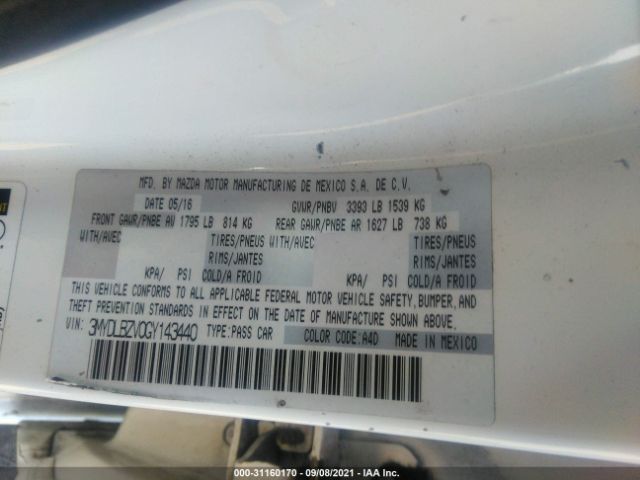 MFD. BY MAZDA MOTOR MANUFACTURING DE MEXICO S.A. DE C.V.
DATE 05/16 GVWR/PNBV 3393 LB 1539 KG
FRONT GAWR/PNBE AV 1795 LB 814 KG REAR GAWR/PNBE AR 1627 LB 738 KG
WITH/AVEC TIRES/PNEUS WITH/AVEC TIRES/PNEUS
RIMS/JANTES RIMS/JANTES
KPA/ PSI COLD/A FROID KPA/ PSI COLD/A FROID
THIS VEHICLE CONFORMS TO ALL APPLICABLE FEDERAL MOTOR VEHICLE SAFETY, BUMPER, AND
THEFT PREVENTION STANDARDS IN EFFECT ON THE DATE OF MANUFACTURE SHOWN ABOVE.
VIN: 3MYDLBZV0GY143440 TYPE: PASS CAR COLOR CODE: A4D MADE IN MEXICO
000-31160170 - 09/08/2021 - IAA Inc.